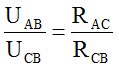 U_AB / U_CB = R_AC / R_CB